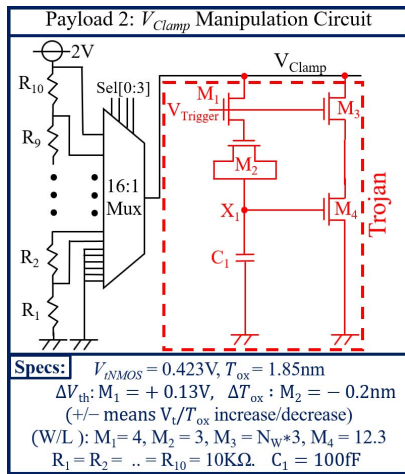 Payload 2: V_Clamp Manipulation Circuit
2V
R₁₀
Sel[0:3]
V_Clamp
M₁
V_Trigger
M₃
R₉
M₂
16:1
Mux
X₁
M₄
Trojan
R₂
C₁
R₁
Specs: V_tNMOS = 0.423V, T_ox = 1.85nm
ΔV_th: M₁ = + 0.13V, ΔT_ox : M₂ = − 0.2nm
(+/− means V_t/T_ox increase/decrease)
(W/L ): M₁= 4, M₂ = 3, M₃ = N_W*3, M₄ = 12.3
R₁ = R₂ = .. = R₁₀ = 10KΩ. C₁ = 100fF